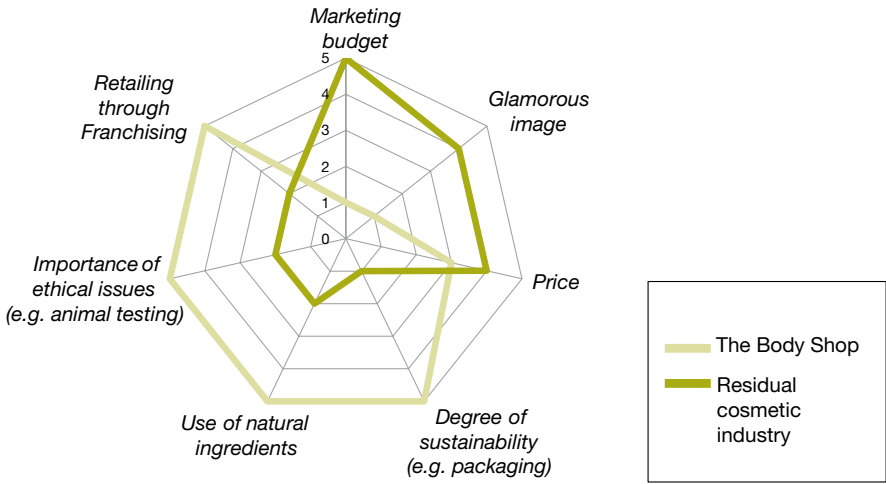 Marketing
budget
5
4
3
2
1
0
Retailing
through
Franchising
Glamorous
image
Importance of
ethical issues
(e.g. animal testing)
Price
Use of natural
ingredients
Degree of
sustainability
(e.g. packaging)
The Body Shop
Residual
cosmetic
industry